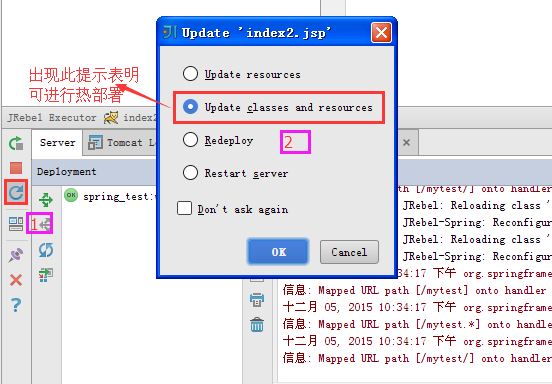 Update 'index2.jsp'
出现此提示表明
可进行热部署
Update resources
Update classes and resources
Redeploy
2
Restart server
Don't ask again
OK
Cancel
JRebel Executor
index
Server
Tomcat Lo
Deployment
spring_test:
1
[/mytest/] onto handler
JRebel: Reloading class '
JRebel-Spring: Reconfigur
JRebel: Reloading class '
JRebel-Spring: Reconfigur
10:34:17 下午 org.springframe
信息: Mapped URL path [/mytest] onto handler
十二月 05, 2015 10:34:17 下午 org.springframe
信息: Mapped URL path [/mytest.*] onto handler
十二月 05, 2015 10:34:17 下午 org.springframe
信息: Mapped URL path [/mytest/] onto handler